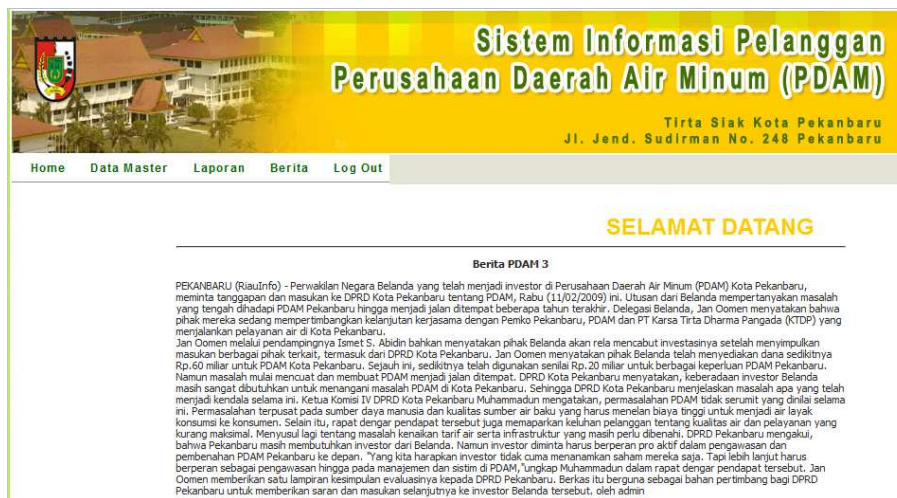 Sistem Informasi Pelanggan
Perusahaan Daerah Air Minum (PDAM)
Tirta Siak Kota Pekanbaru
Jl. Jend. Sudirman No. 248 Pekanbaru
Home Data Master Laporan Berita Log Out
SELAMAT DATANG
Berita PDAM 3
PEKANBARU (RiauInfo) - Perwakilan Negara Belanda yang telah menjadi investor di Perusahaan Daerah Air Minum (PDAM) Kota Pekanbaru,
meminta tanggapan dan masukan ke DPRD Kota Pekanbaru tentang PDAM, Rabu (11/02/2009) ini. Utusan dari Belanda mempertanyakan masalah
yang tengah dihadapi PDAM Pekanbaru hingga menjadi jalan ditempat beberapa tahun terakhir. Delegasi Belanda, Jan Oomen menyatakan bahwa
pihak mereka sedang mempertimbangkan kelanjutan kerjasama dengan Pemko Pekanbaru, PDAM dan PT Karsa Tirta Dharma Pangada (KTDP) yang
menjalankan pelayanan air di Kota Pekanbaru.
Jan Oomen melalui pendampingnya Ismet S. Abidin bahkan menyatakan pihak Belanda akan rela mencabut investasinya setelah menyimpulkan
masukan berbagai pihak terkait, termasuk dari DPRD Kota Pekanbaru. Jan Oomen menyatakan pihak Belanda telah menyediakan dana sedikitnya
Rp.60 miliar untuk PDAM Kota Pekanbaru. Sejauh ini, sedikitnya telah digunakan senilai Rp.20 miliar untuk berbagai keperluan PDAM Pekanbaru.
Namun masalah mulai mencuat dan membuat PDAM menjadi jalan ditempat. DPRD Kota Pekanbaru menyatakan, keberadaan investor Belanda
masih sangat dibutuhkan untuk menangani masalah PDAM di Kota Pekanbaru. Sehingga DPRD Kota Pekanbaru menjelaskan masalah apa yang telah
menjadi kendala selama ini. Ketua Komisi IV DPRD Kota Pekanbaru Muhammadun mengatakan, permasalahan PDAM tidak serumit yang dinilai selama
ini. Permasalahan terpusat pada sumber daya manusia dan kualitas sumber air baku yang harus menelan biaya tinggi untuk menjadi air layak
konsumsi ke konsumen. Selain itu, rapat dengar pendapat tersebut juga memaparkan keluhan pelanggan tentang kualitas air dan pelayanan yang
kurang maksimal. Menyusul lagi tentang masalah kenaikan tarif air serta infrastruktur yang masih perlu dibenahi. DPRD Pekanbaru mengakui,
bahwa Pekanbaru masih membutuhkan investor dari Belanda. Namun investor diminta harus berperan pro aktif dalam pengawasan dan
pembenahan PDAM Pekanbaru ke depan. "Yang kita harapkan investor tidak cuma menanamkan saham mereka saja. Tapi lebih lanjut harus
berperan sebagai pengawasan hingga pada manajemen dan sistim di PDAM,"ungkap Muhammadun dalam rapat dengar pendapat tersebut. Jan
Oomen memberikan satu lampiran kesimpulan evaluasinya kepada DPRD Pekanbaru. Berkas itu berguna sebagai bahan pertimbang bagi DPRD
Pekanbaru untuk memberikan saran dan masukan selanjutnya ke investor Belanda tersebut. oleh admin